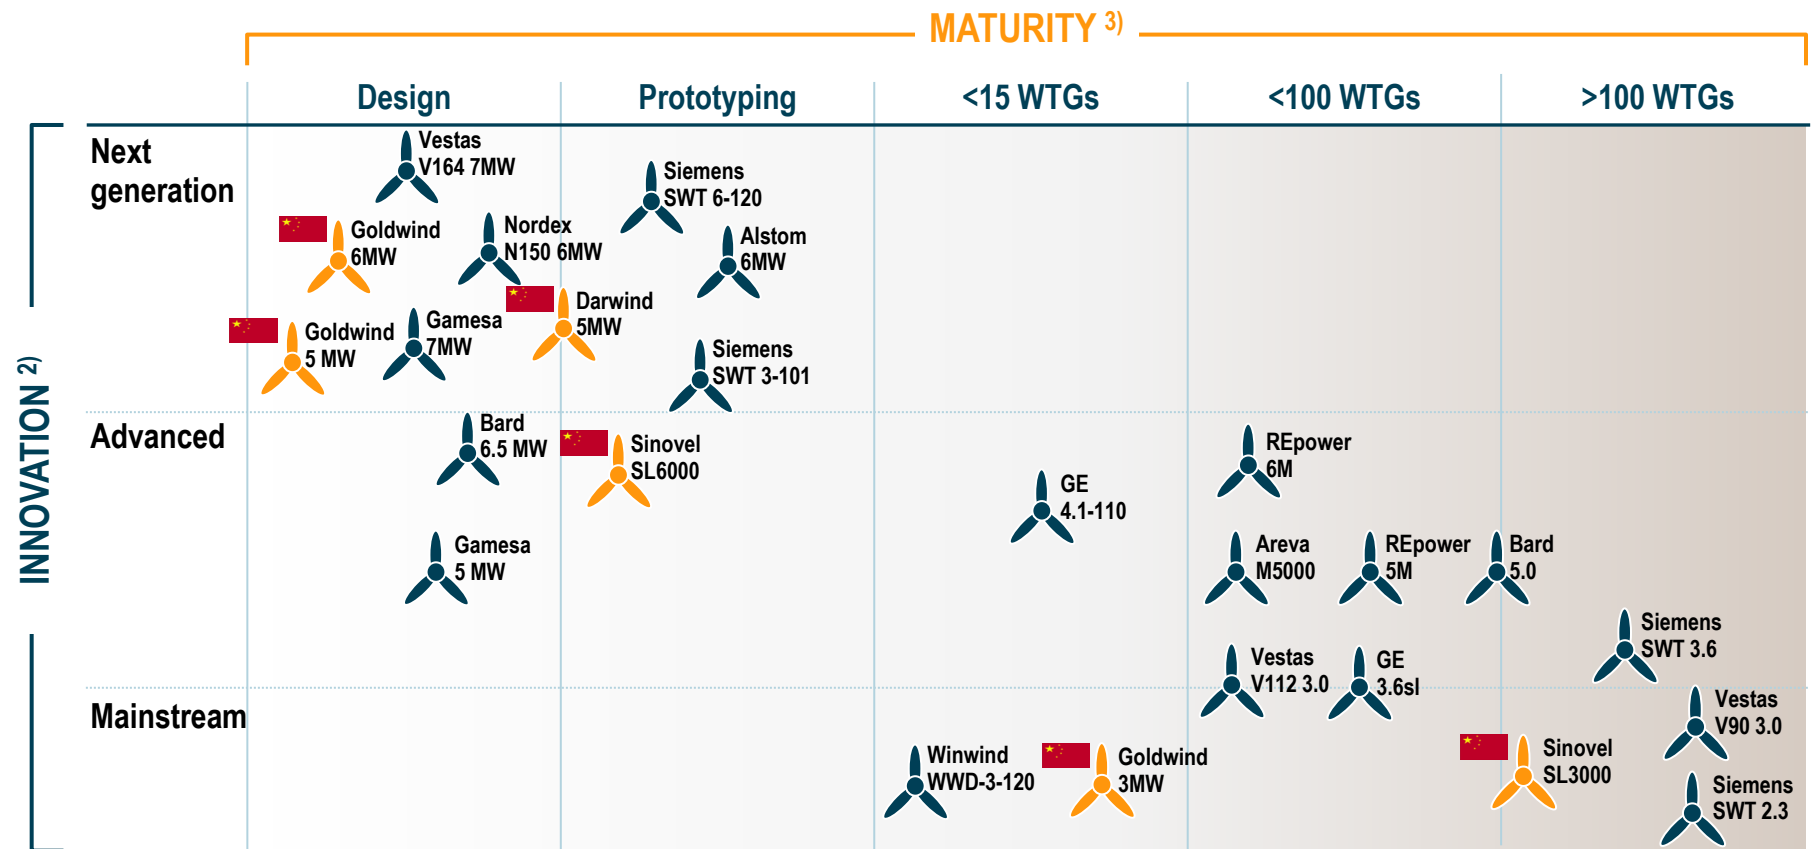 MATURITY 3)
Design
Prototyping
<15 WTGs
<100 WTGs
>100 WTGs
INNOVATION 2)
Next
generation
Vestas
V164 7MW
Siemens
SWT 6-120
Goldwind
6MW
Nordex
N150 6MW
Alstom
6MW
Darwind
5MW
Goldwind
5 MW
Gamesa
7MW
Siemens
SWT 3-101
Advanced
Bard
6.5 MW
Sinovel
SL6000
GE
4.1-110
REpower
6M
Gamesa
5 MW
Areva
M5000
REpower
5M
Bard
5.0
Siemens
SWT 3.6
Vestas
V112 3.0
GE
3.6sl
Mainstream
Vestas
V90 3.0
Winwind
WWD-3-120
Goldwind
3MW
Sinovel
SL3000
Siemens
SWT 2.3